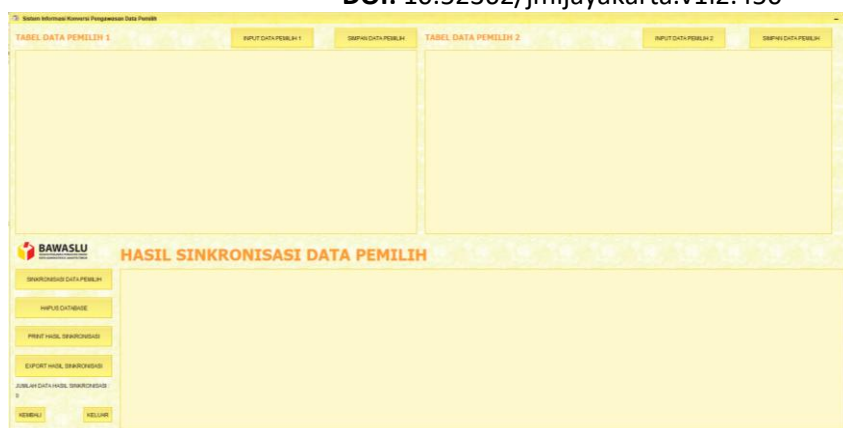 DOI: 10.52362/jmijayakarta.v1i2.450
Sistem Informasi Konversi Pengawasan Data Pemilih
TABEL DATA PEMILIH 1
INPUT DATA PEMILIH 1
SIMPAN DATA PEMILIH
TABEL DATA PEMILIH 2
INPUT DATA PEMILIH 2
SIMPAN DATA PEMILIH
BAWASLU
HASIL SINKRONISASI DATA PEMILIH
SINKRONISASI DATA PEMILIH
HAPUS DATABASE
PRINT HASIL SINKRONISASI
EXPORT HASIL SINKRONISASI
JUMLAH DATA HASIL SINKRONISASI :
0
KEMBALI
KELUAR